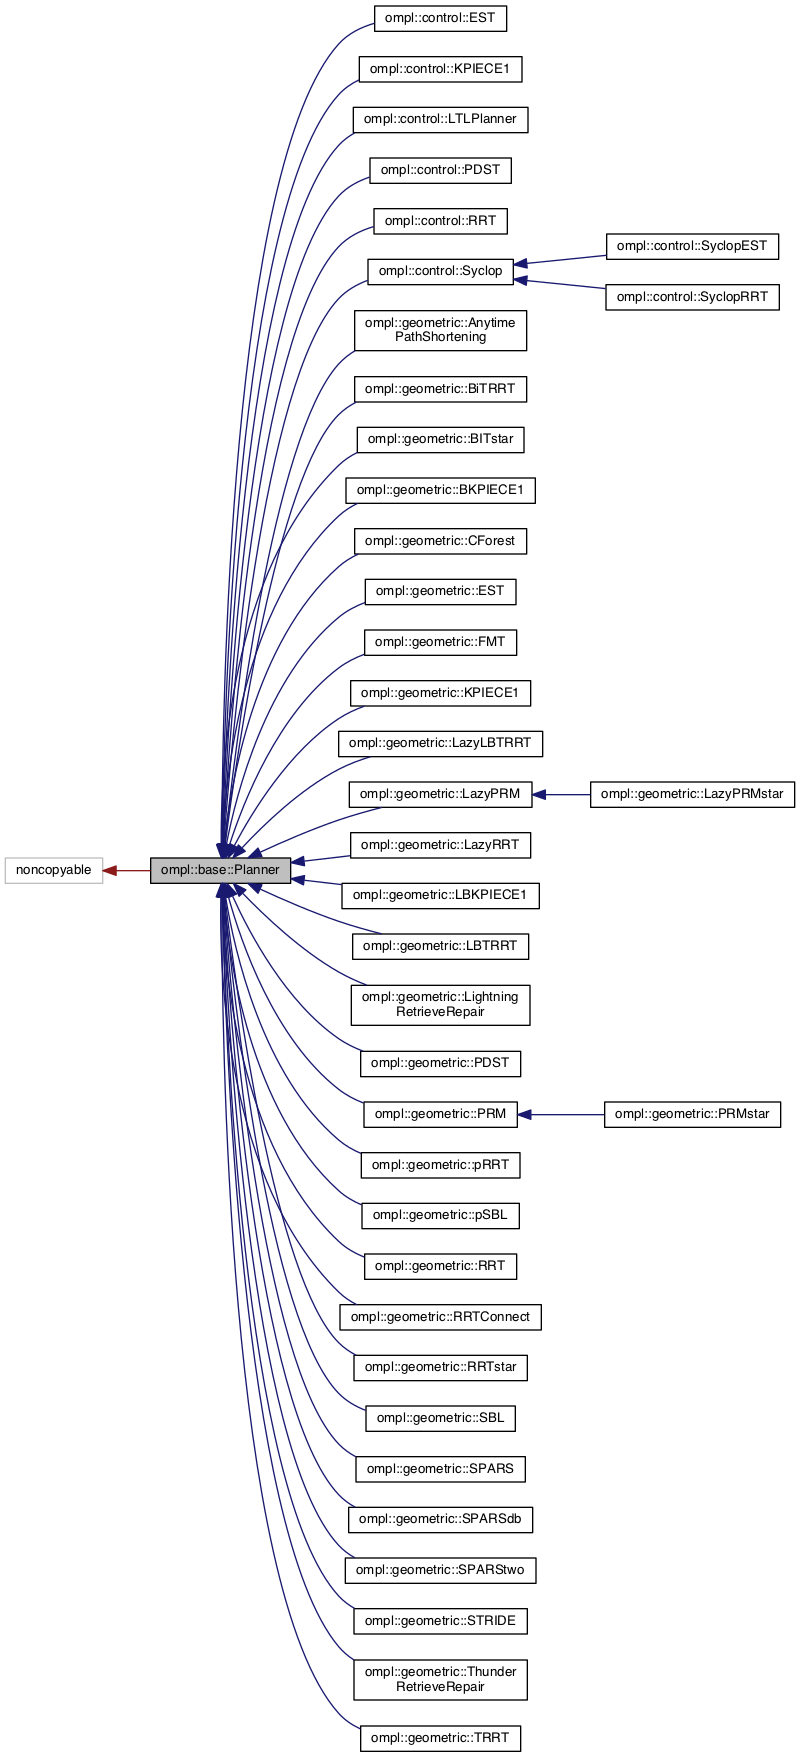 ompl::control::EST
ompl::control::KPIECE1
ompl::control::LTLPlanner
ompl::control::PDST
ompl::control::RRT
ompl::control::Syclop
ompl::control::SyclopEST
ompl::control::SyclopRRT
ompl::geometric::Anytime
PathShortening
ompl::geometric::BiTRRT
ompl::geometric::BITstar
ompl::geometric::BKPIECE1
ompl::geometric::CForest
ompl::geometric::EST
ompl::geometric::FMT
ompl::geometric::KPIECE1
ompl::geometric::LazyLBTRRT
ompl::geometric::LazyPRM
ompl::geometric::LazyPRMstar
ompl::geometric::LazyRRT
noncopyable
ompl::base::Planner
ompl::geometric::LBKPIECE1
ompl::geometric::LBTRRT
ompl::geometric::Lightning
RetrieveRepair
ompl::geometric::PDST
ompl::geometric::PRM
ompl::geometric::PRMstar
ompl::geometric::pRRT
ompl::geometric::pSBL
ompl::geometric::RRT
ompl::geometric::RRTConnect
ompl::geometric::RRTstar
ompl::geometric::SBL
ompl::geometric::SPARS
ompl::geometric::SPARSdb
ompl::geometric::SPARStwo
ompl::geometric::STRIDE
ompl::geometric::Thunder
RetrieveRepair
ompl::geometric::TRRT